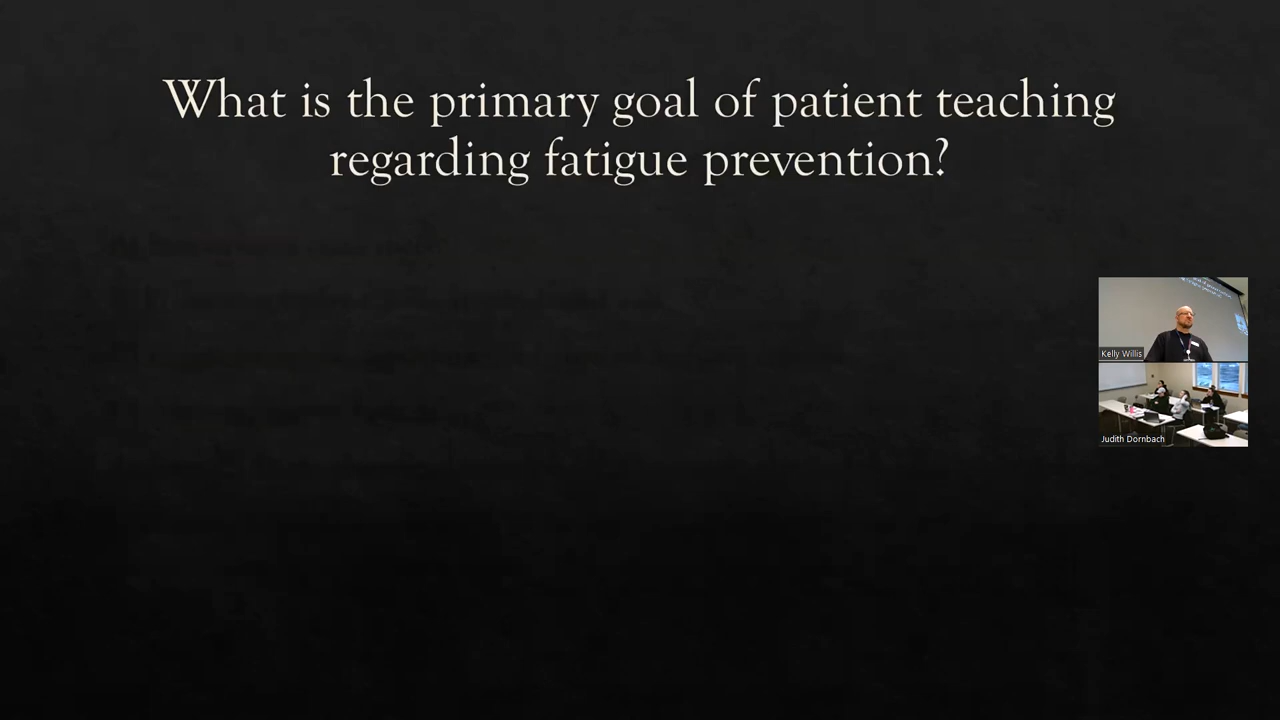 What is the primary goal of patient teaching
regarding fatigue prevention?
Kelly Willis
Judith Dornbach